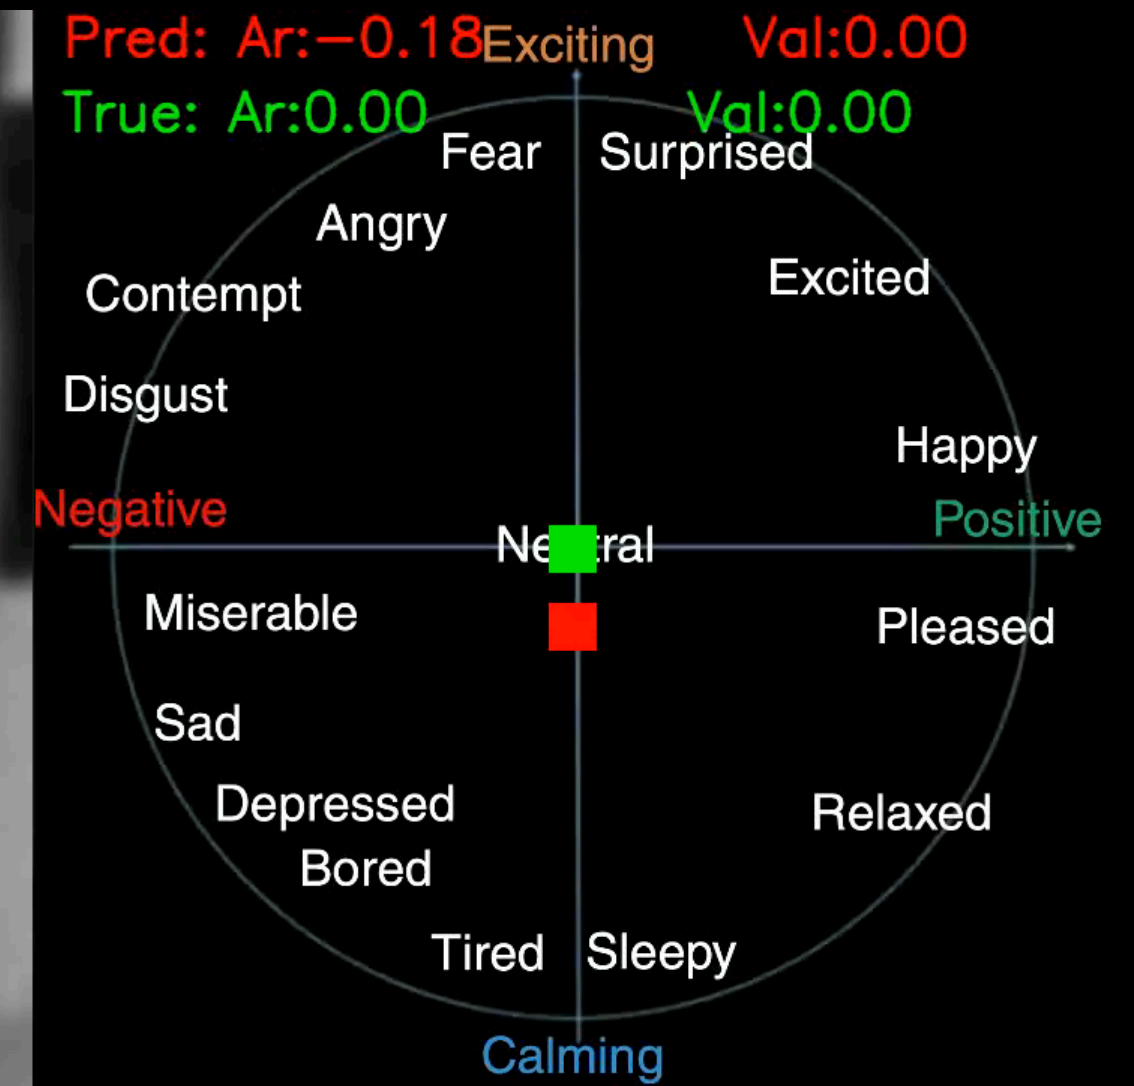 Pred: Ar:-0.18 Exciting Val:0.00
True: Ar:0.00 Val:0.00
Fear Surprised
Angry
Excited
Contempt
Disgust
Happy
Negative
Positive
Miserable
Pleased
Sad
Depressed
Relaxed
Bored
Tired Sleepy
Calming